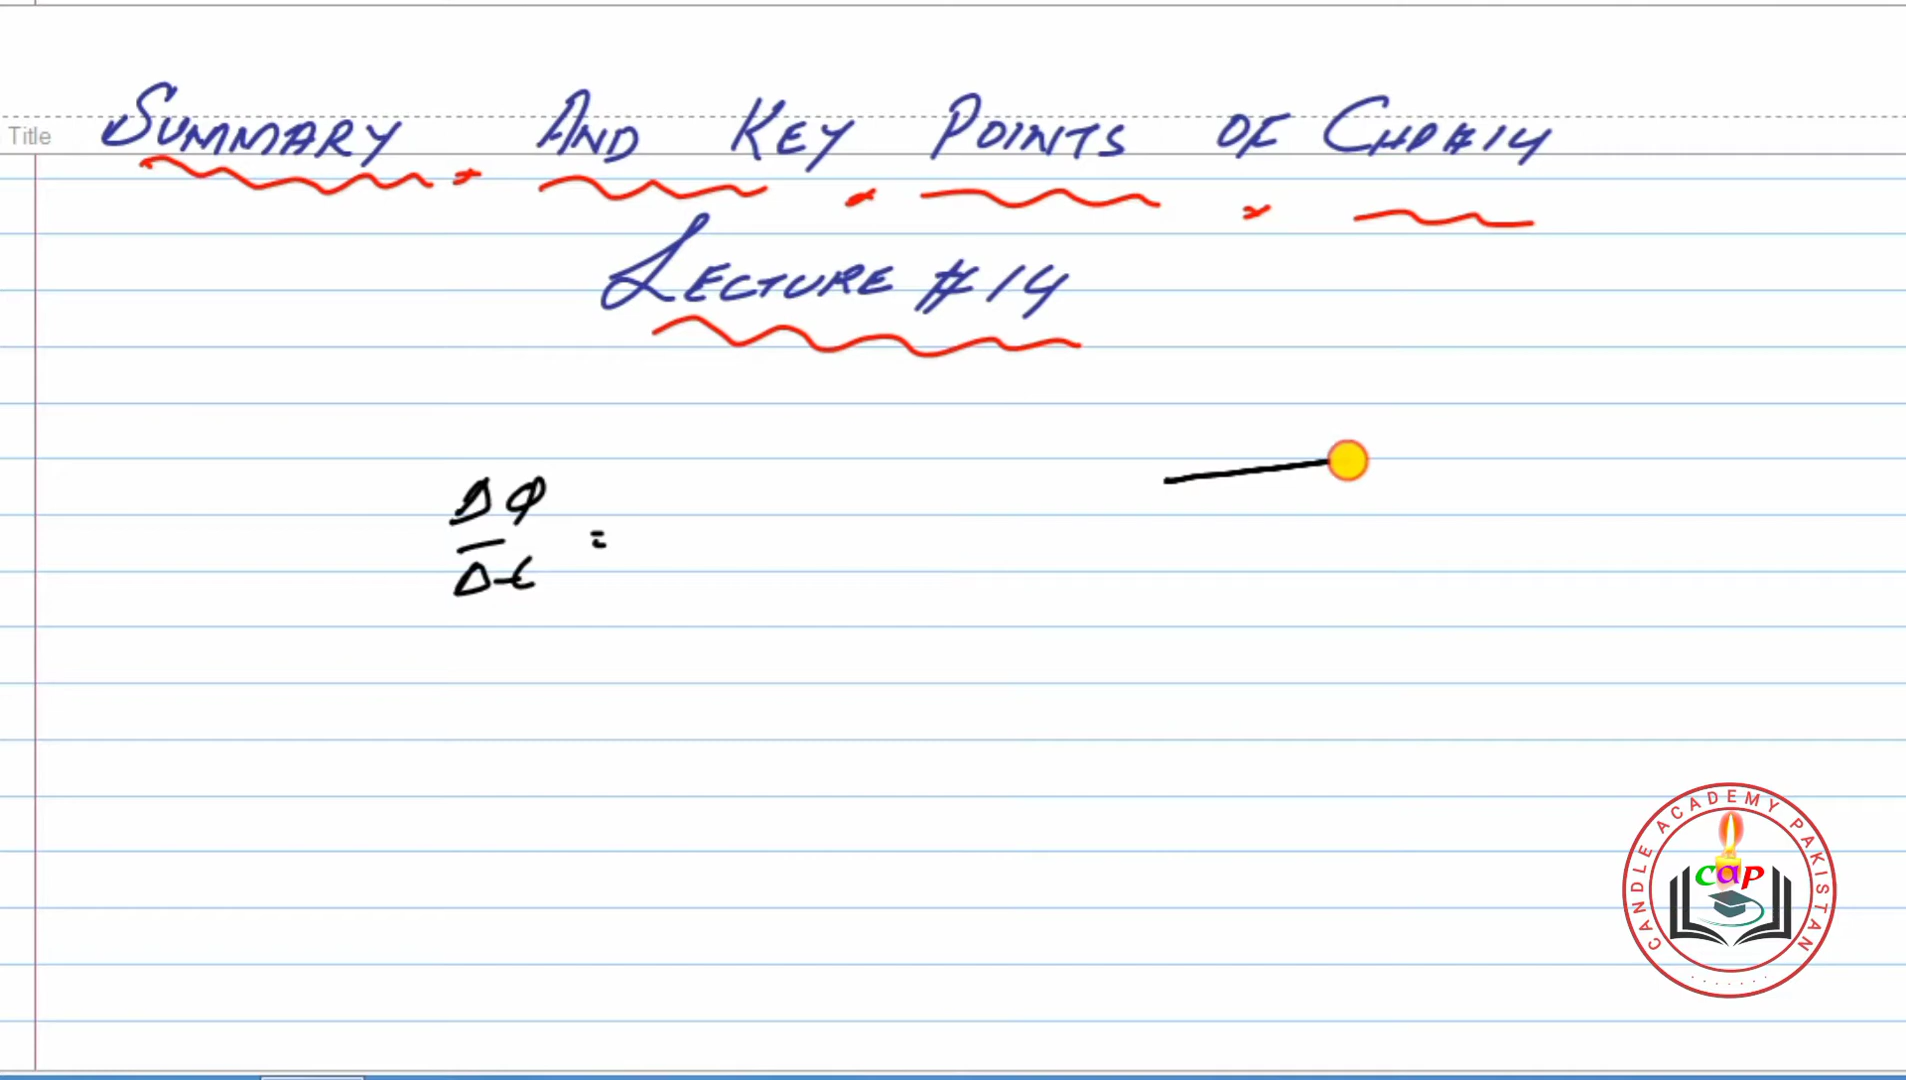 Title
SUMMARY AND KEY POINTS OF CHP#14
LECTURE #14
Δφ
=
Δt
CANDLE ACADEMY PAKISTAN
CAP